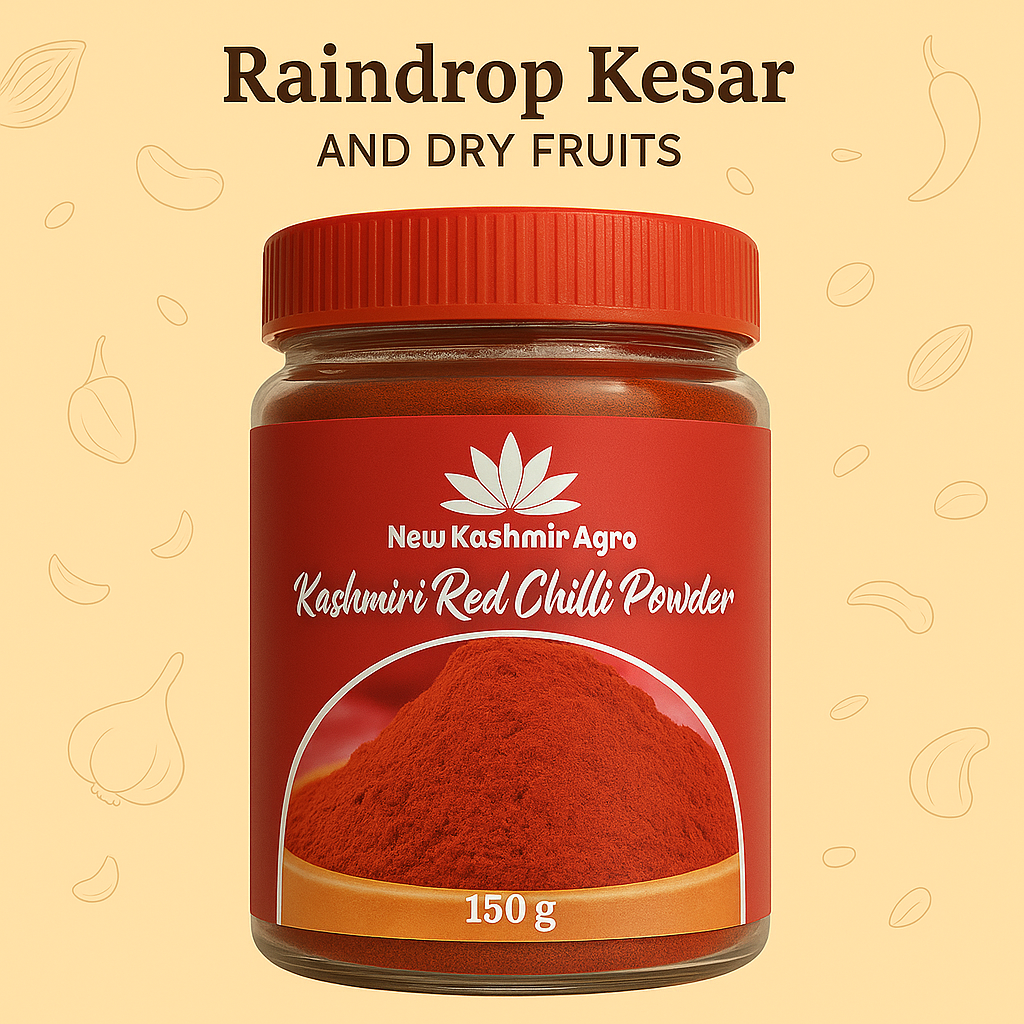 Raindrop Kesar
AND DRY FRUITS
New Kashmir Agro
Kashmiri Red Chilli Powder
150 g